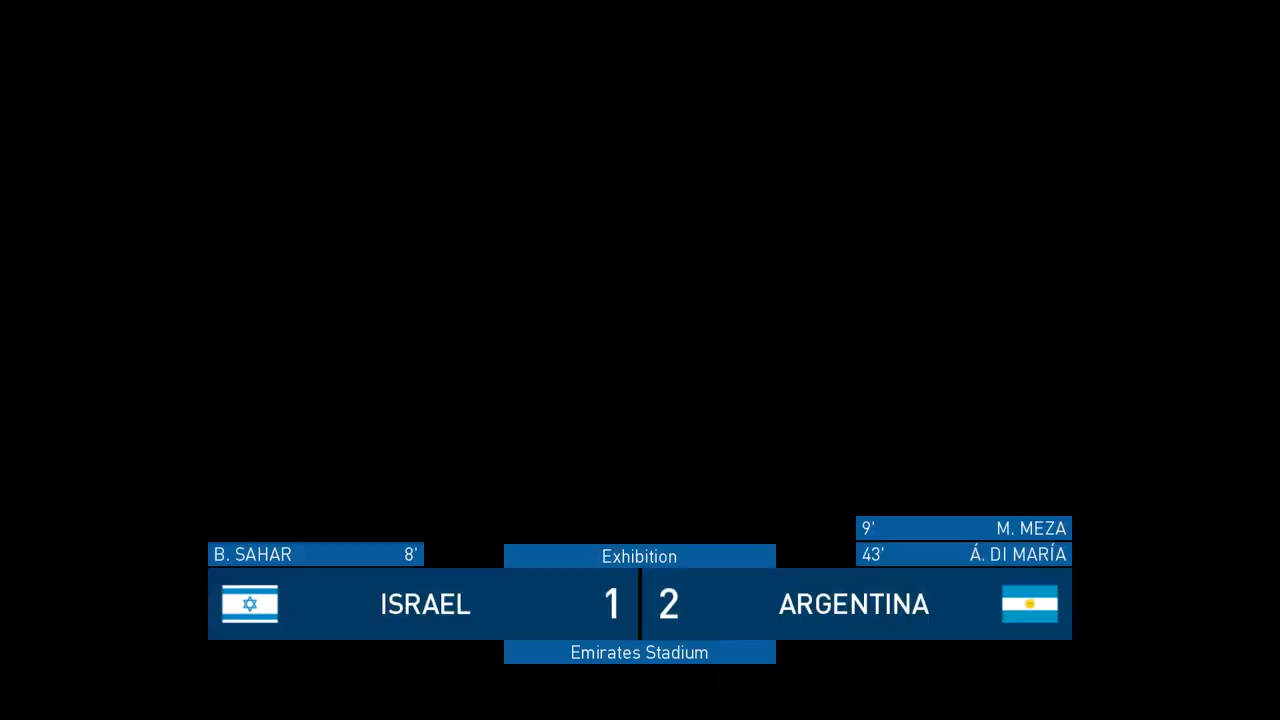 9' M. MEZA
B. SAHAR 8' Exhibition 43' Á. DI MARÍA
ISRAEL 1 2 ARGENTINA
Emirates Stadium